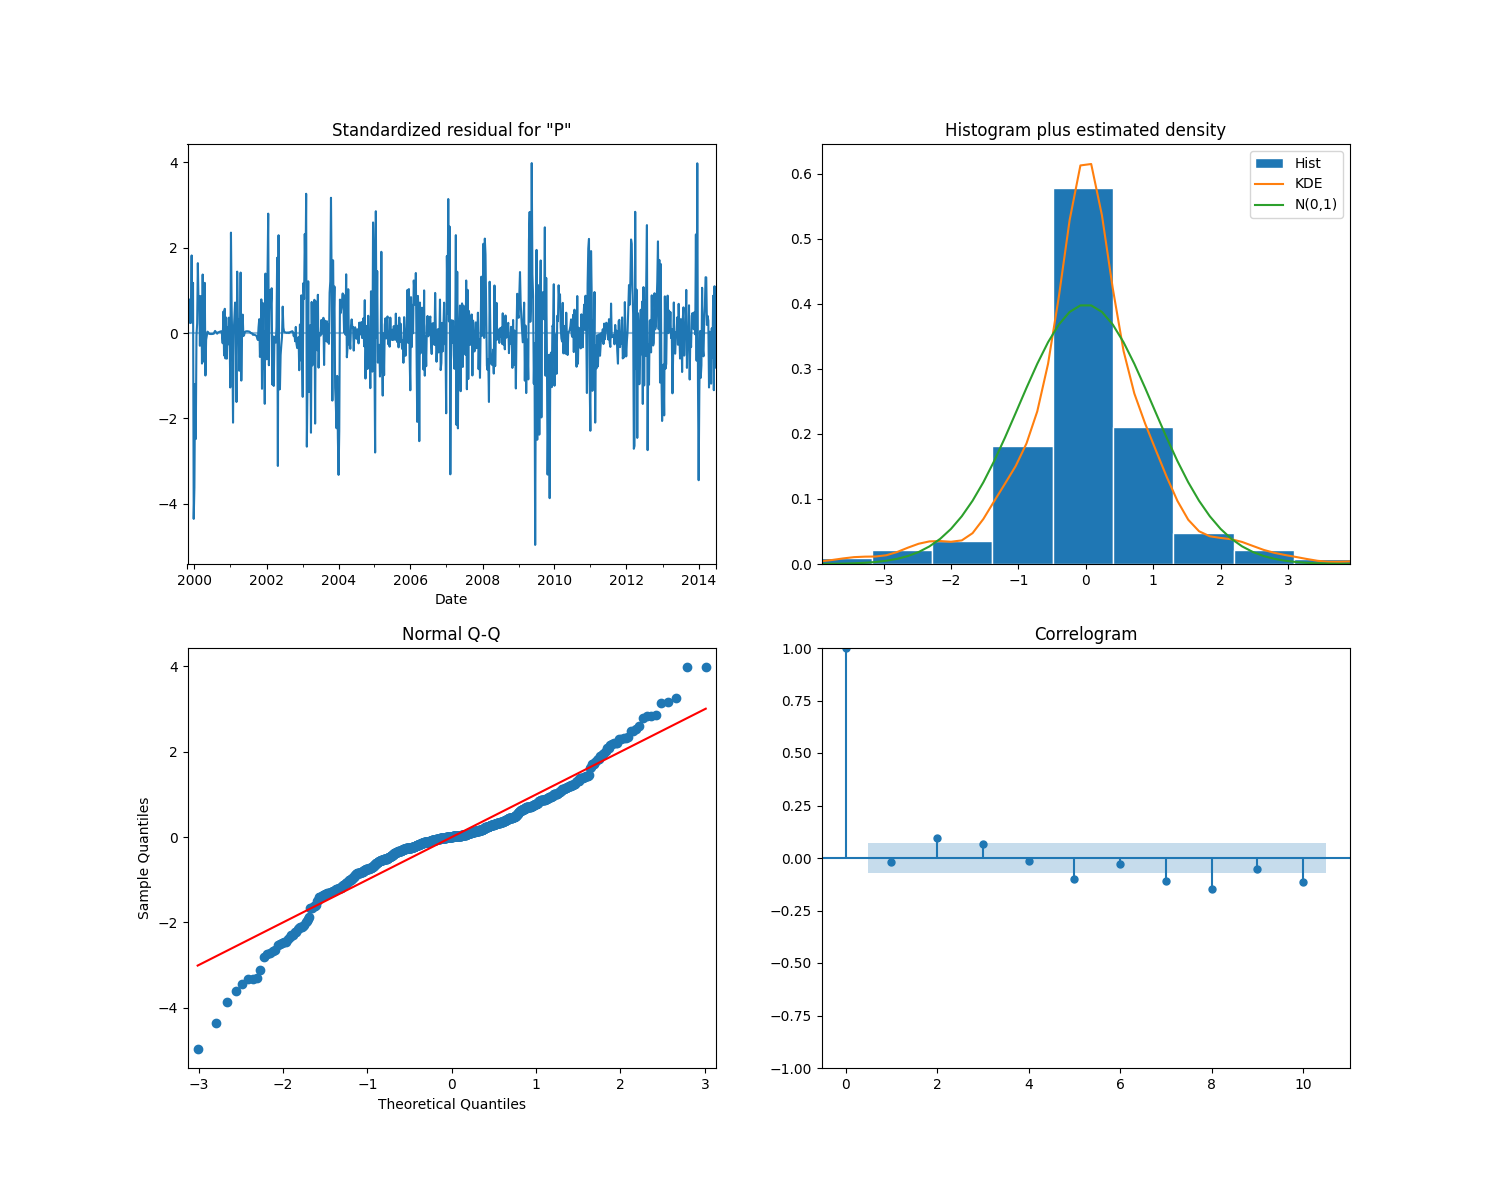 Standardized residual for "P"
4
2
0
−2
−4
2000 2002 2004 2006 2008 2010 2012 2014
Date
Histogram plus estimated density
Hist
KDE
N(0,1)
0.6
0.5
0.4
0.3
0.2
0.1
0.0
−3 −2 −1 0 1 2 3
Normal Q-Q
Sample Quantiles
4
2
0
−2
−4
−3 −2 −1 0 1 2 3
Theoretical Quantiles
Correlogram
1.00
0.75
0.50
0.25
0.00
−0.25
−0.50
−0.75
−1.00
0 2 4 6 8 10